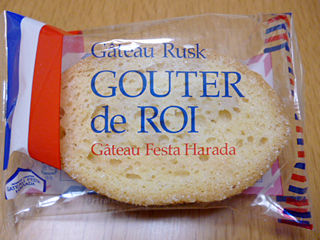 Gâteau Rusk
GOUTER
de ROI
Gâteau Festa Harada